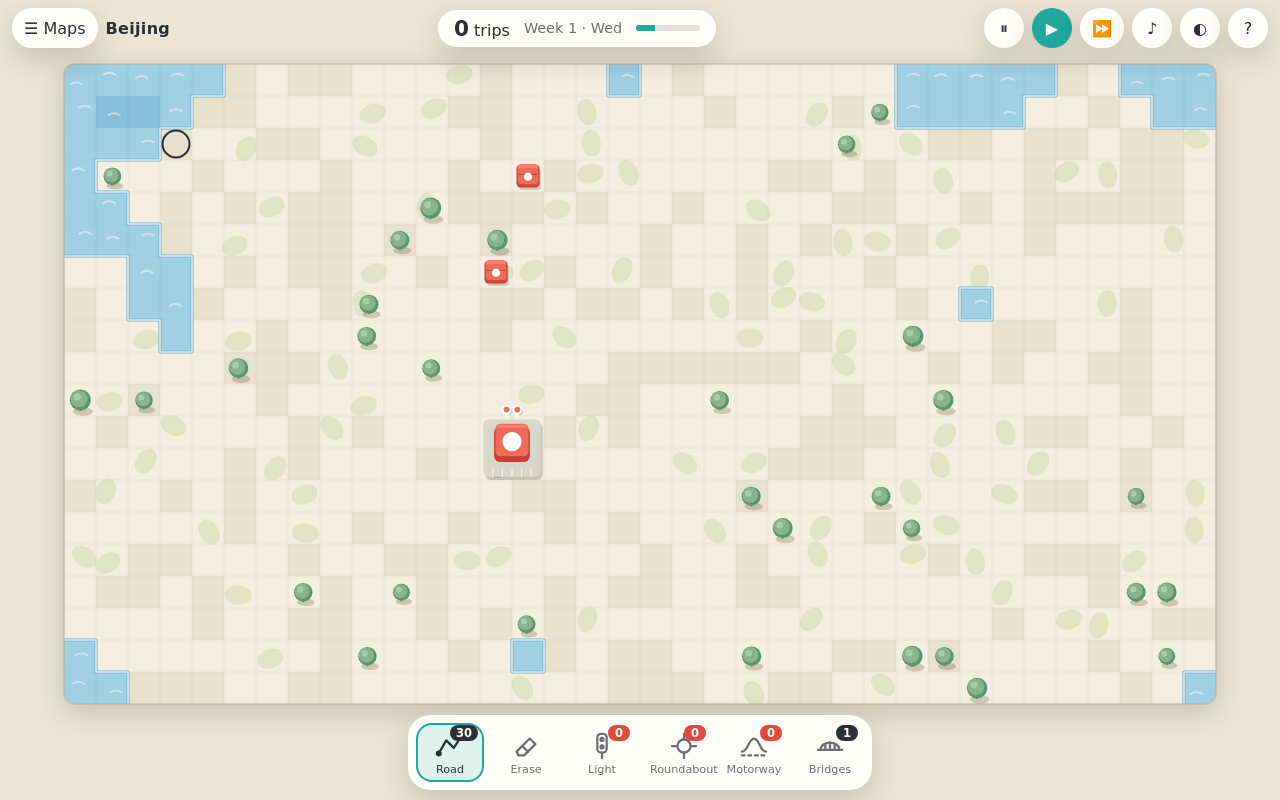 ☰ Maps
Beijing
0 trips
Week 1 · Wed
?
30
Road
Erase
0
Light
0
Roundabout
0
Motorway
1
Bridges